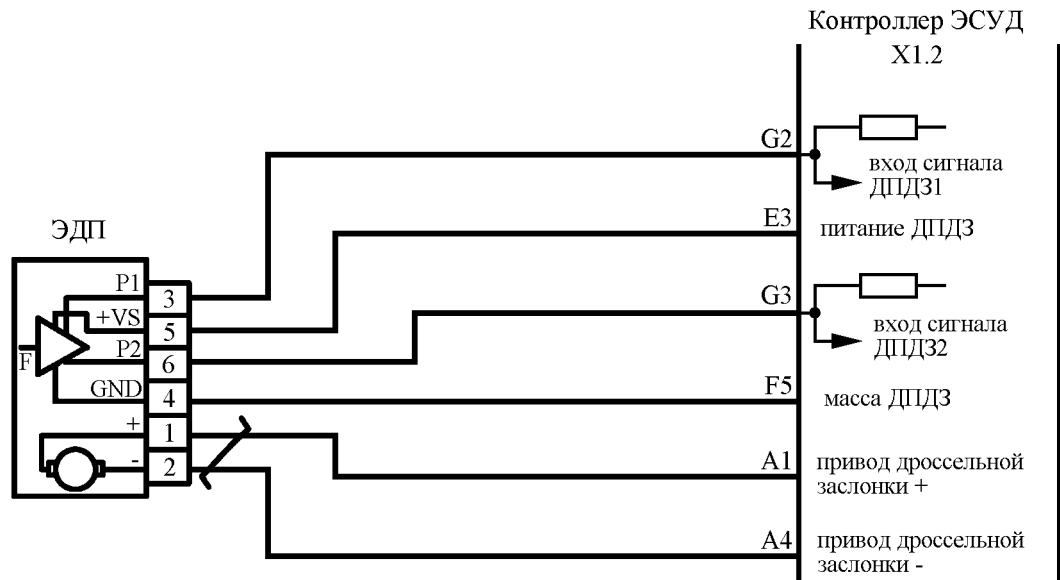 Контроллер ЭСУД
X1.2
G2
вход сигнала
ДПДЗ1
E3
питание ДПДЗ
ЭДП
P1
3
G3
+VS
5
вход сигнала
ДПДЗ2
P2
6
F
GND
4
F5
масса ДПДЗ
+
1
A1
привод дроссельной
заслонки +
-
2
A4
привод дроссельной
заслонки -